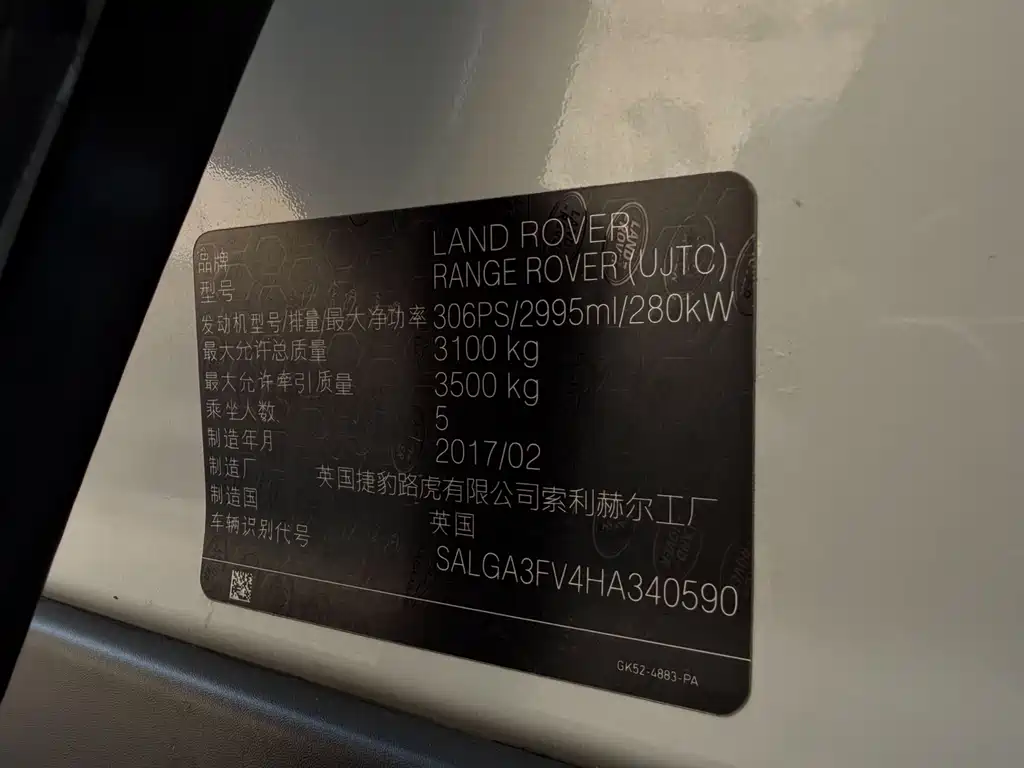 品牌 LAND ROVER
型号 RANGE ROVER (UJTC)
发动机型号/排量/最大净功率 306PS/2995ml/280kW
最大允许总质量 3100 kg
最大允许牵引质量 3500 kg
乘坐人数 5
制造年月 2017/02
制造厂 英国捷豹路虎有限公司索利赫尔工厂
制造国 英国
车辆识别代号 SALGA3FV4HA340590
GK52-4883-PA